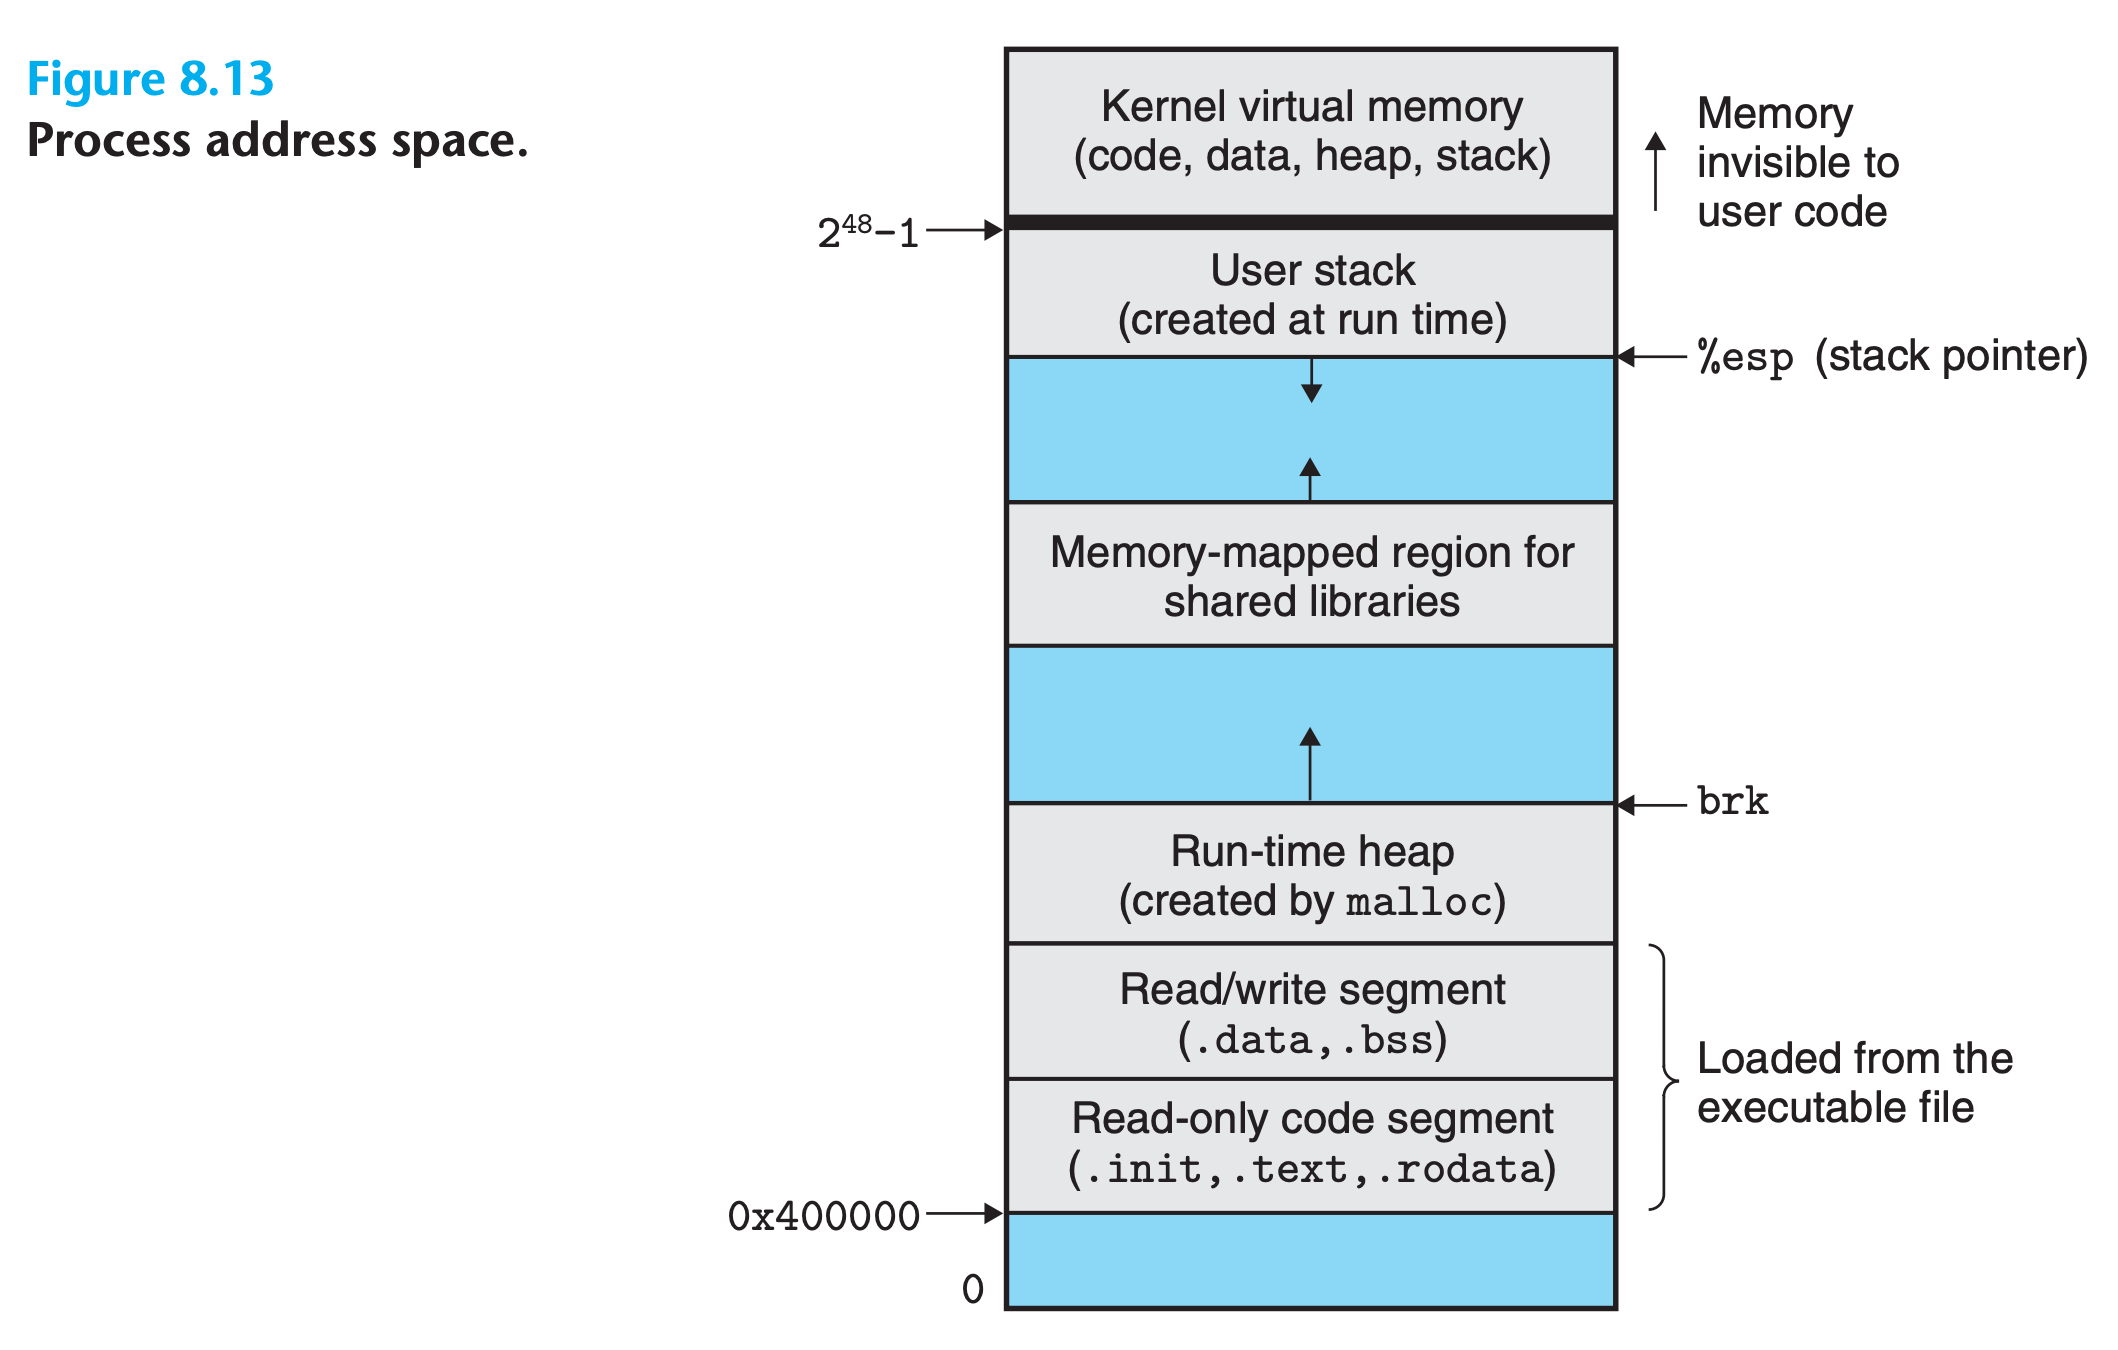 Figure 8.13
Process address space.
Kernel virtual memory
(code, data, heap, stack)
Memory
invisible to
user code
2⁴⁸–1
User stack
(created at run time)
%esp (stack pointer)
Memory-mapped region for
shared libraries
brk
Run-time heap
(created by malloc)
Read/write segment
(.data,.bss)
Loaded from the
executable file
Read-only code segment
(.init,.text,.rodata)
0x400000
0